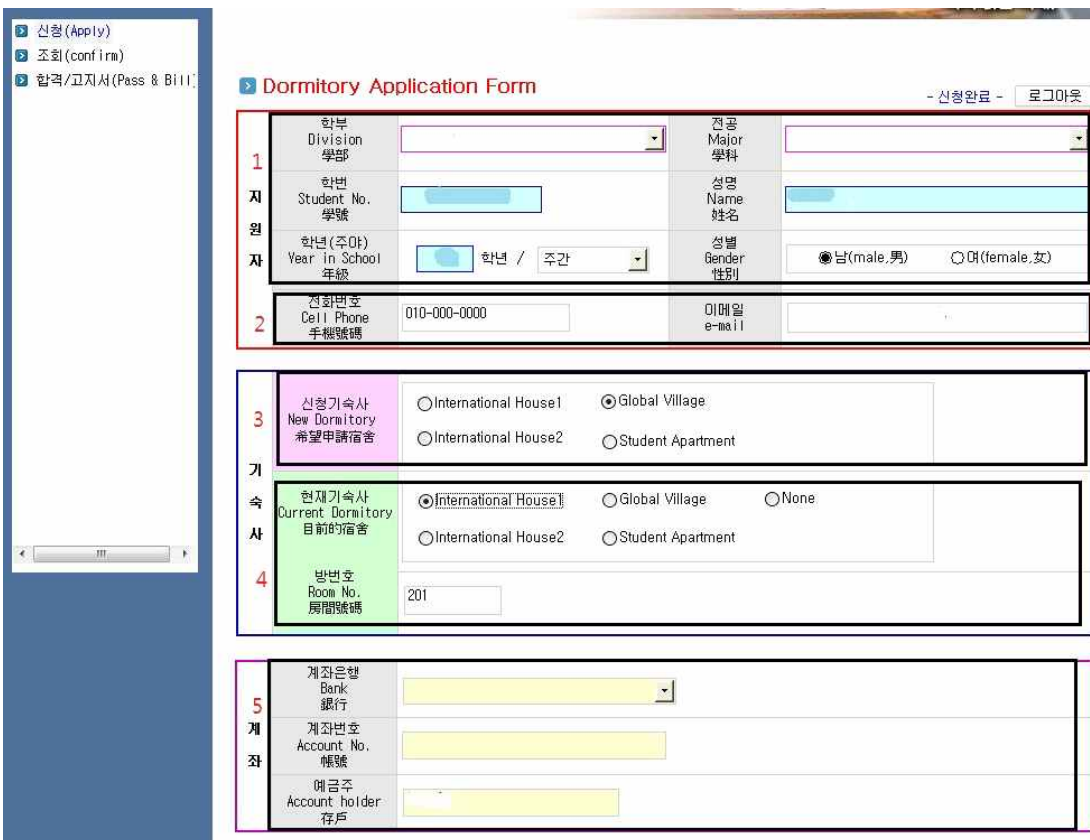 신청(Apply)
조회(confirm)
합격/고지서(Pass & Bill)
Dormitory Application Form
- 신청완료 - 로그아웃
1
지
원
자
학부
Division
學部
전공
Major
學科
학번
Student No.
學號
성명
Name
姓名
학년(주야)
Year in School
年級
학년 / 주간
성별
Gender
性別
남(male,男) 여(female,女)
2
전화번호
Cell Phone
手機號碼
010-000-0000
이메일
e-mail
3
기
숙
사
신청기숙사
New Dormitory
希望申請宿舍
International House1 Global Village
International House2 Student Apartment
4
현재기숙사
Current Dormitory
目前的宿舍
International House1 Global Village None
International House2 Student Apartment
방번호
Room No.
房間號碼
201
5
계
좌
계좌은행
Bank
銀行
계좌번호
Account No.
帳號
예금주
Account holder
存戶